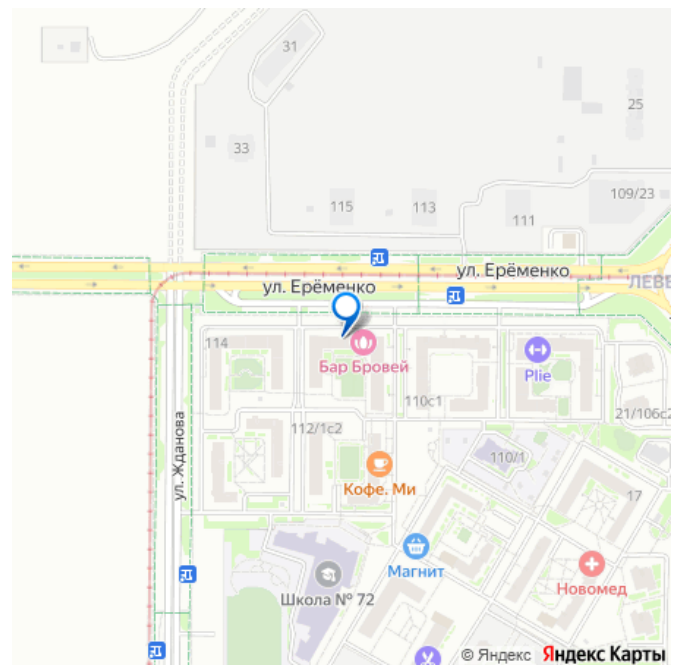 31
25
33
109/23
115
113
111
ул. Ерёменко
ул. Ерёменко
ЛЕВЕ
114
Бар Бровей
Plie
110с1
21/106с2
112/1с2
ул. Жданова
110/1
Кофе. Ми
17
Магнит
Новомед
Школа № 72
© Яндекс Яндекс Карты